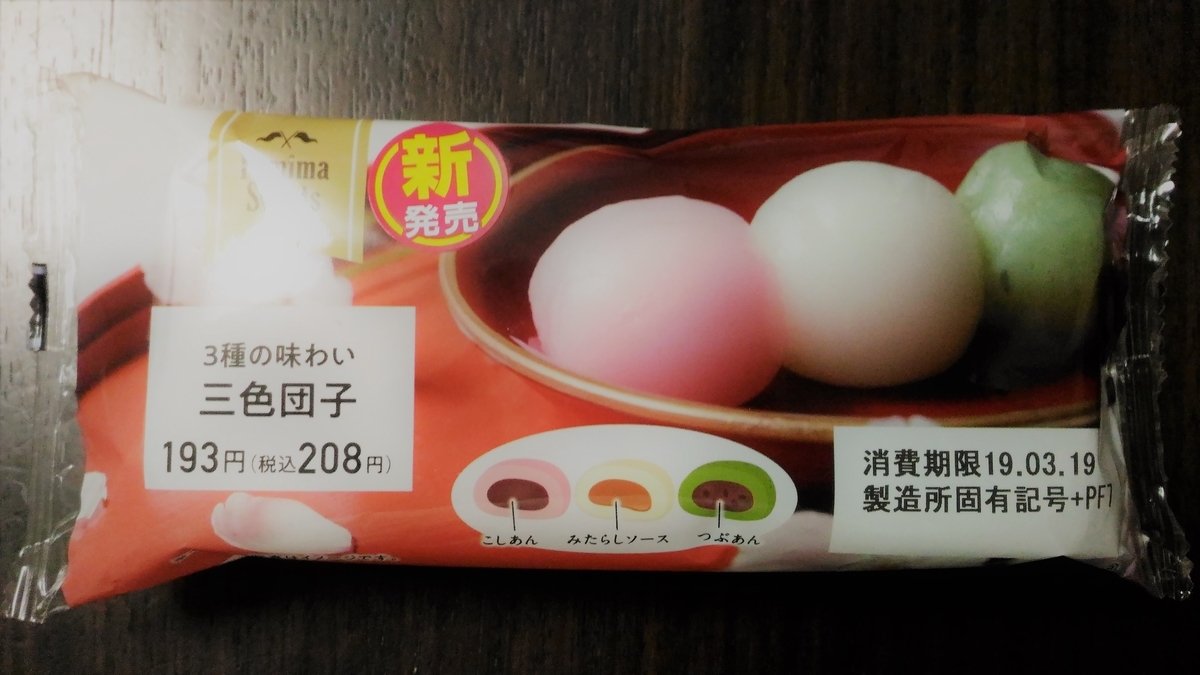 新
発売
3種の味わい
三色団子
193円(税込208円)
こしあん
みたらしソース
つぶあん
消費期限19.03.19
製造所固有記号+PF7